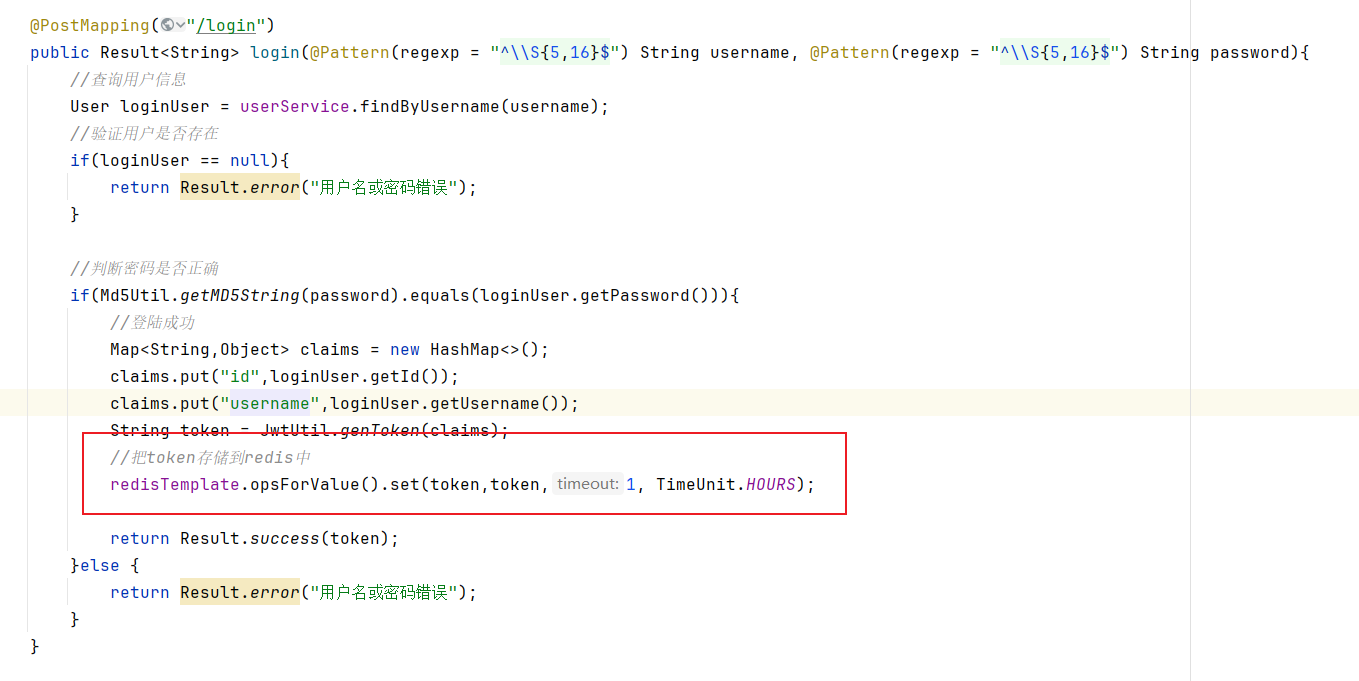 @PostMapping("/login")
public Result<String> login(@Pattern(regexp = "^\\S{5,16}$") String username, @Pattern(regexp = "^\\S{5,16}$") String password){
//查询用户信息
User loginUser = userService.findByUsername(username);
//验证用户是否存在
if(loginUser == null){
return Result.error("用户名或密码错误");
}
//判断密码是否正确
if(Md5Util.getMD5String(password).equals(loginUser.getPassword())){
//登陆成功
Map<String,Object> claims = new HashMap<>();
claims.put("id",loginUser.getId());
claims.put("username",loginUser.getUsername());
String token = JwtUtil.genToken(claims);
//把token存储到redis中
redisTemplate.opsForValue().set(token,token, timeout: 1, TimeUnit.HOURS);
return Result.success(token);
}else {
return Result.error("用户名或密码错误");
}
}